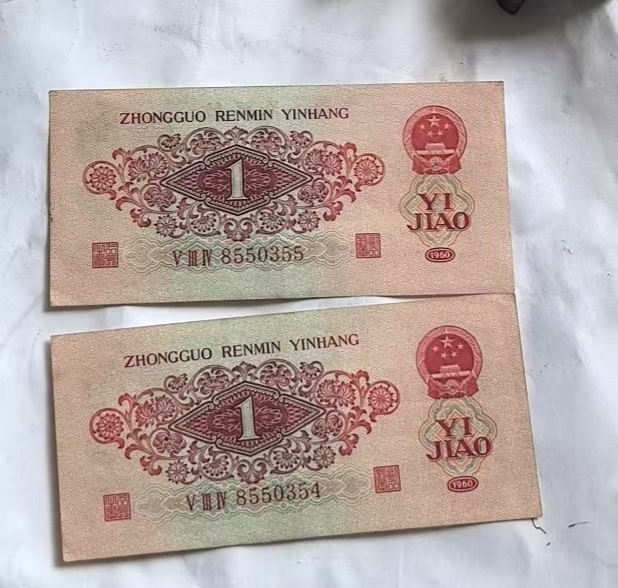 ZHONGGUO RENMIN YINHANG
1
YI
JIAO
V III IV 8550355
1960
ZHONGGUO RENMIN YINHANG
1
YI
JIAO
V III IV 8550354
1960